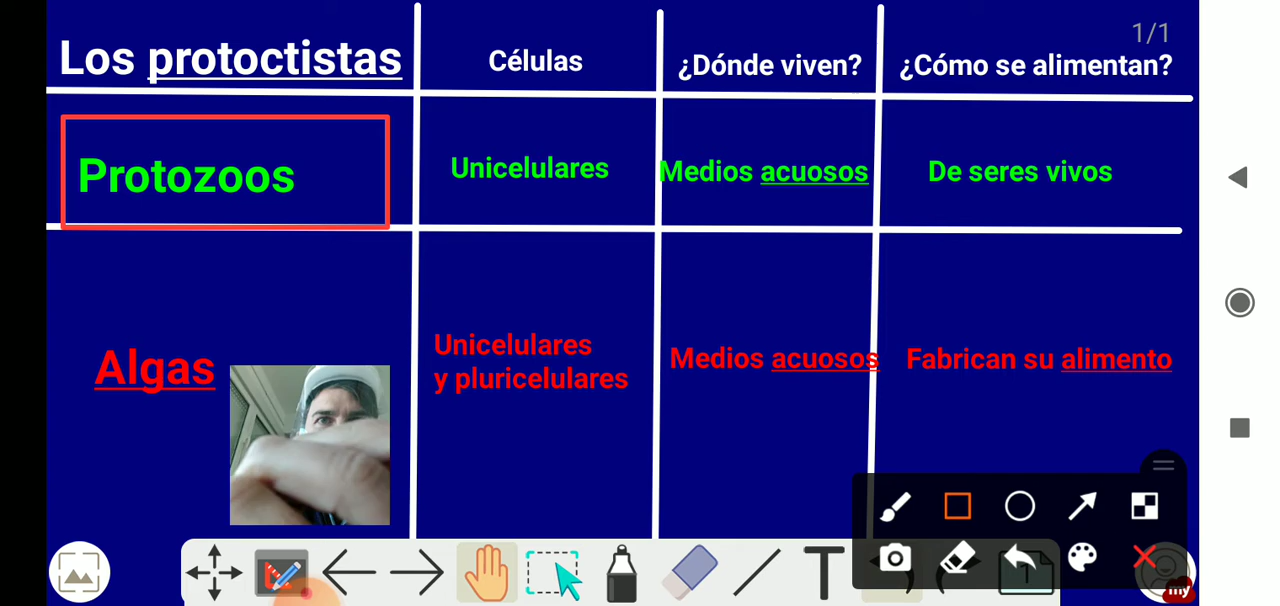 1/1
Los protoctistas
Células
¿Dónde viven?
¿Cómo se alimentan?
Protozoos
Unicelulares
Medios acuosos
De seres vivos
Algas
Unicelulares
y pluricelulares
Medios acuosos
Fabrican su alimento
T
my